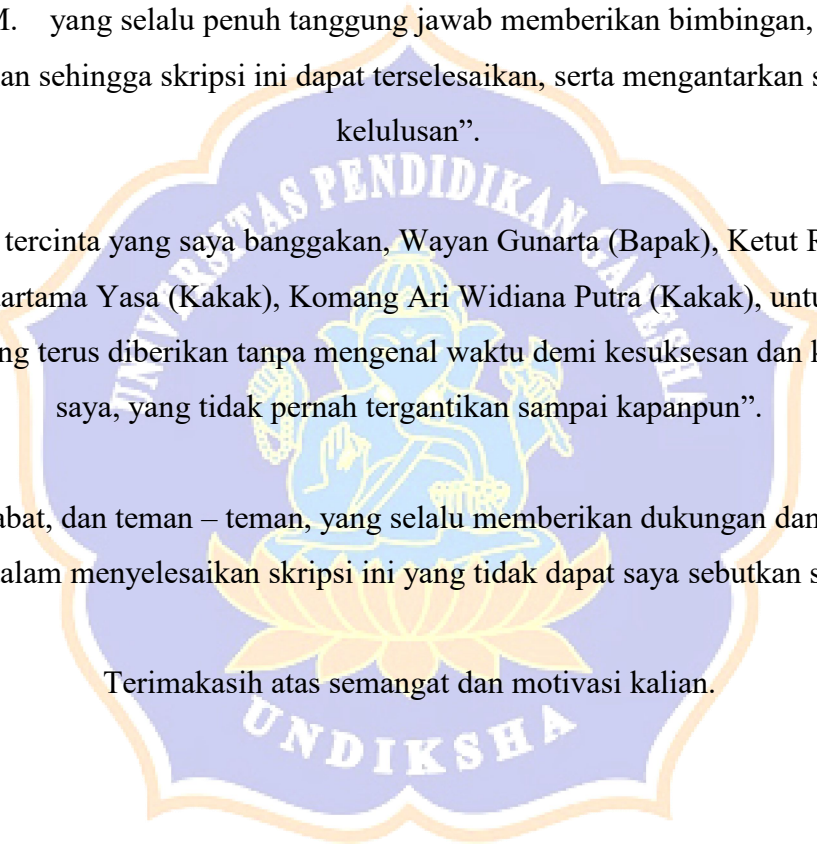 M. yang selalu penuh tanggung jawab memberikan bimbingan,
an sehingga skripsi ini dapat terselesaikan, serta mengantarkan s
kelulusan”.
UNIVERSITAS PENDIDIKAN GANESHA
tercinta yang saya banggakan, Wayan Gunarta (Bapak), Ketut R
artama Yasa (Kakak), Komang Ari Widiana Putra (Kakak), untu
ng terus diberikan tanpa mengenal waktu demi kesuksesan dan k
saya, yang tidak pernah tergantikan sampai kapanpun”.
abat, dan teman – teman, yang selalu memberikan dukungan dan
alam menyelesaikan skripsi ini yang tidak dapat saya sebutkan s
Terimakasih atas semangat dan motivasi kalian.
UNDIKSHA